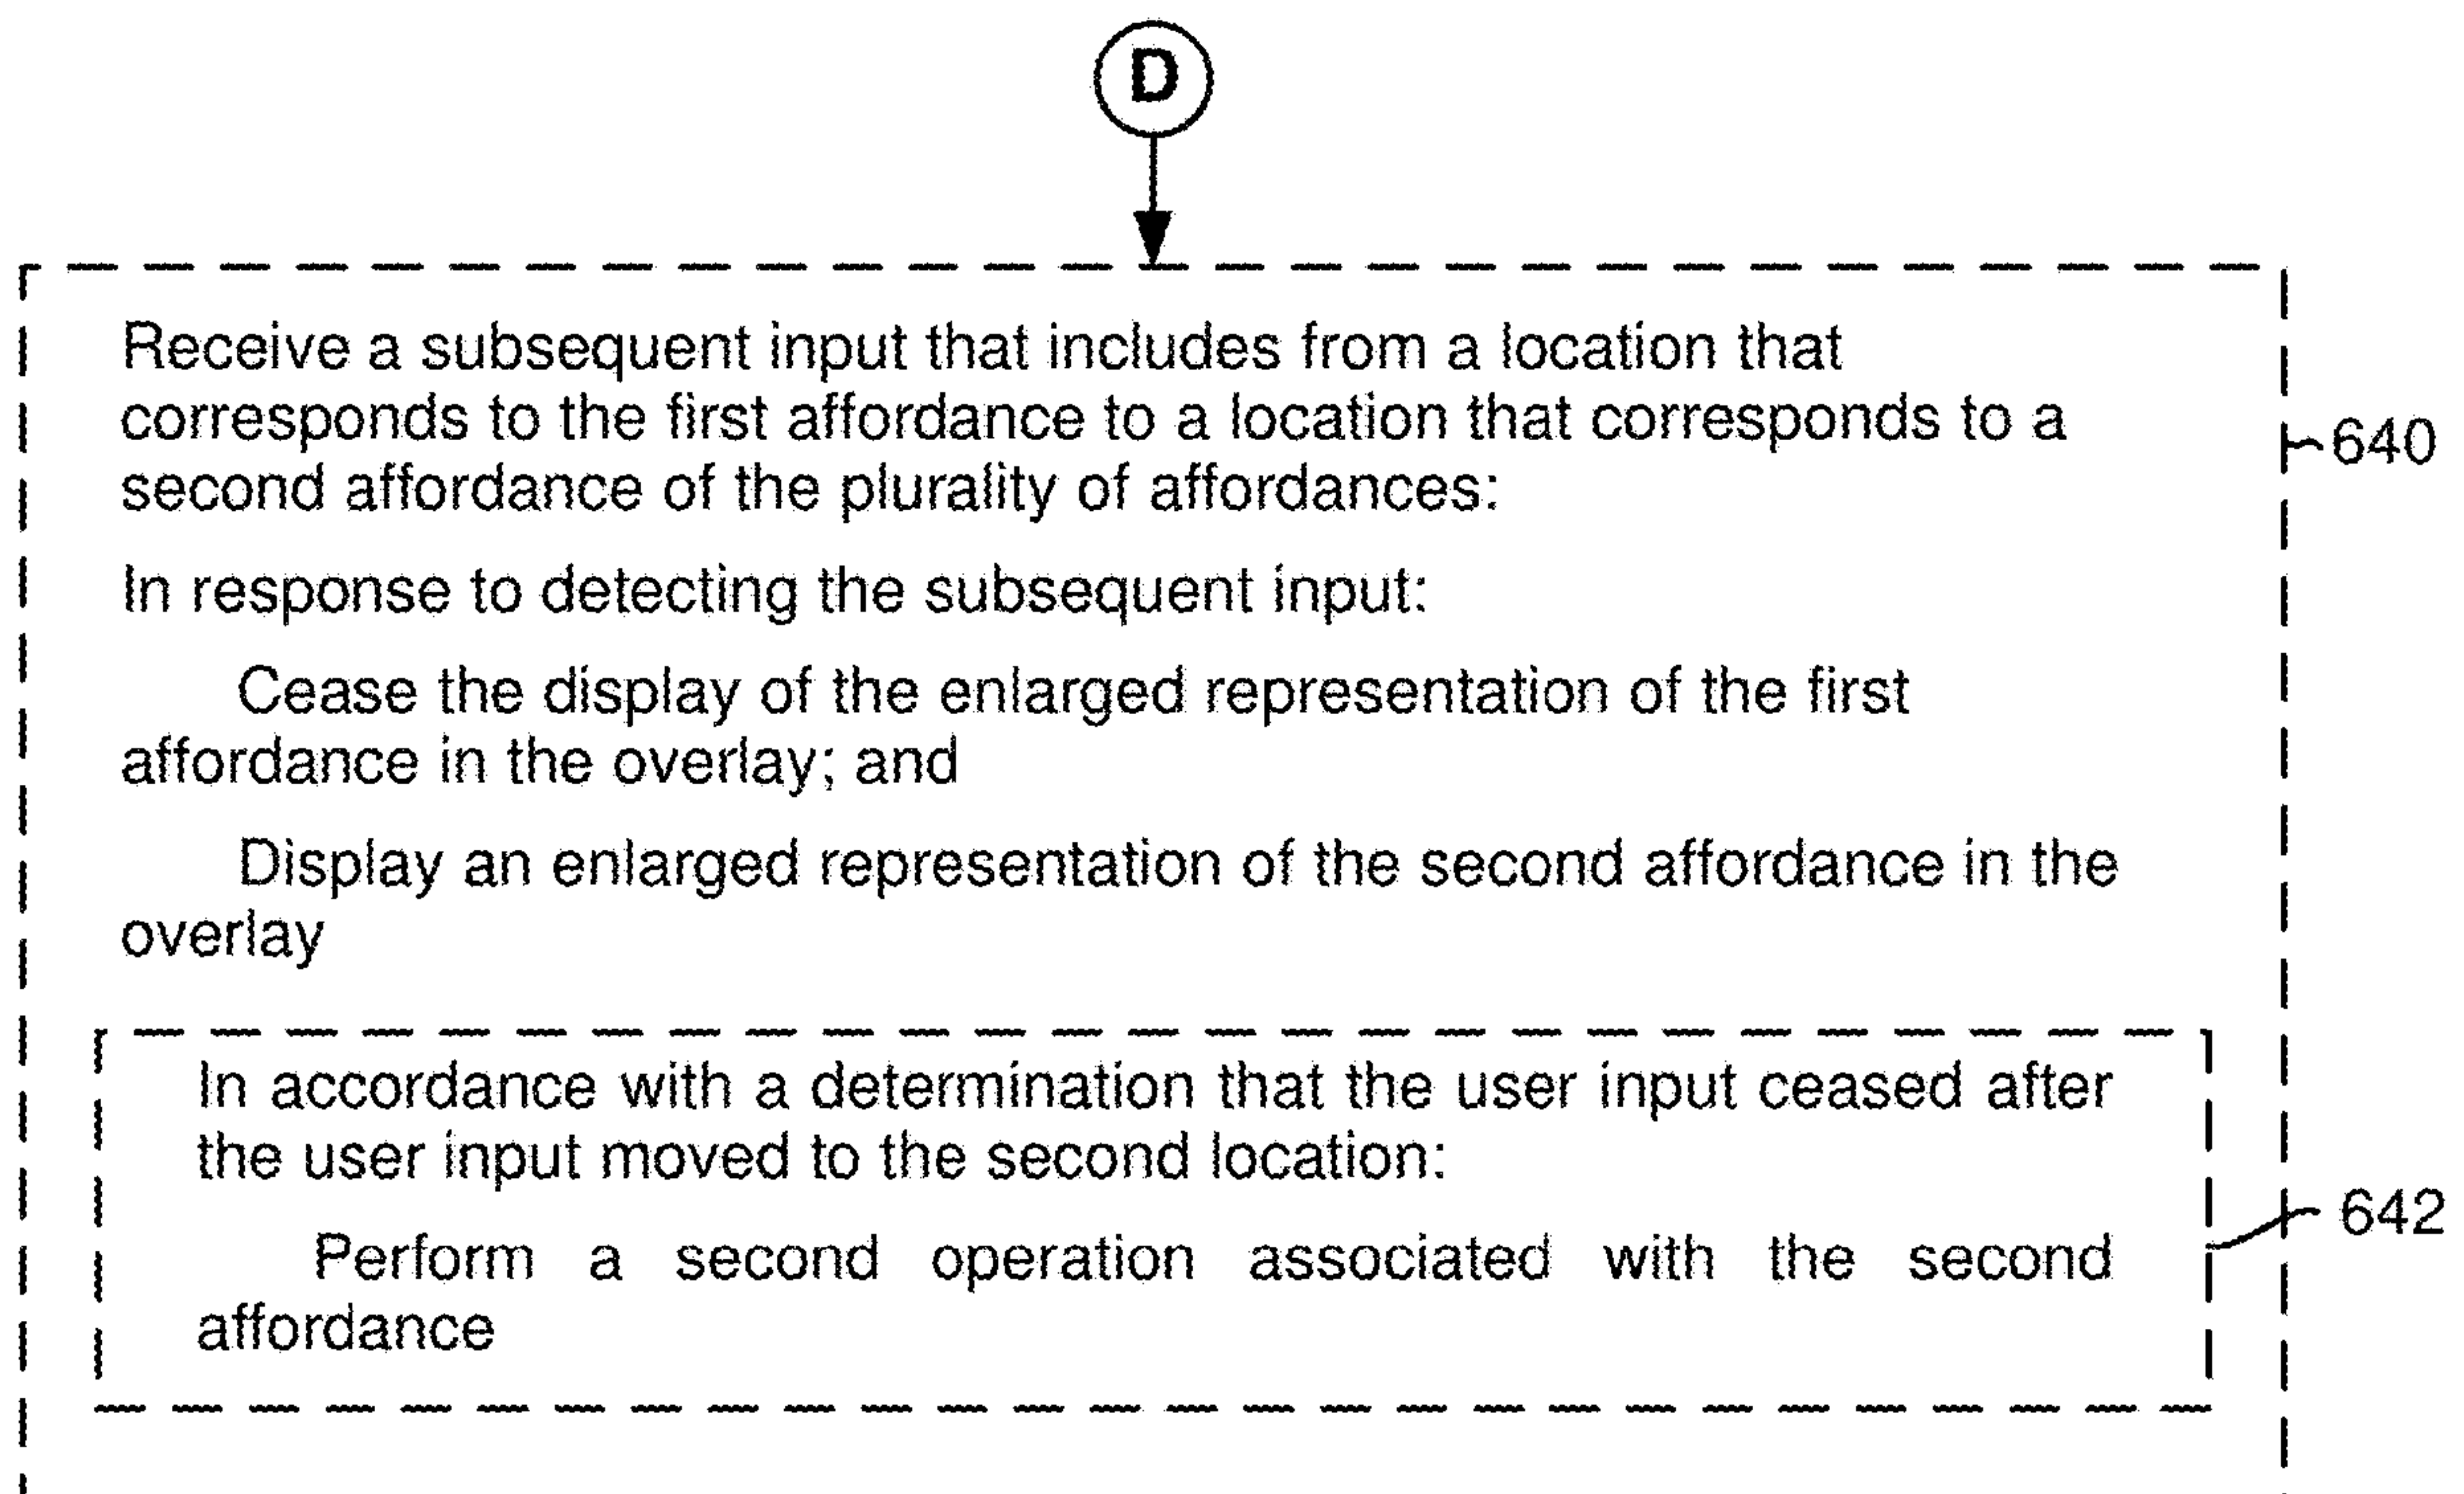 D
Receive a subsequent input that includes from a location that
corresponds to the first affordance to a location that corresponds to a
second affordance of the plurality of affordances:
640
In response to detecting the subsequent input:
Cease the display of the enlarged representation of the first
affordance in the overlay; and
Display an enlarged representation of the second affordance in the
overlay
In accordance with a determination that the user input ceased after
the user input moved to the second location:
642
Perform a second operation associated with the second
affordance